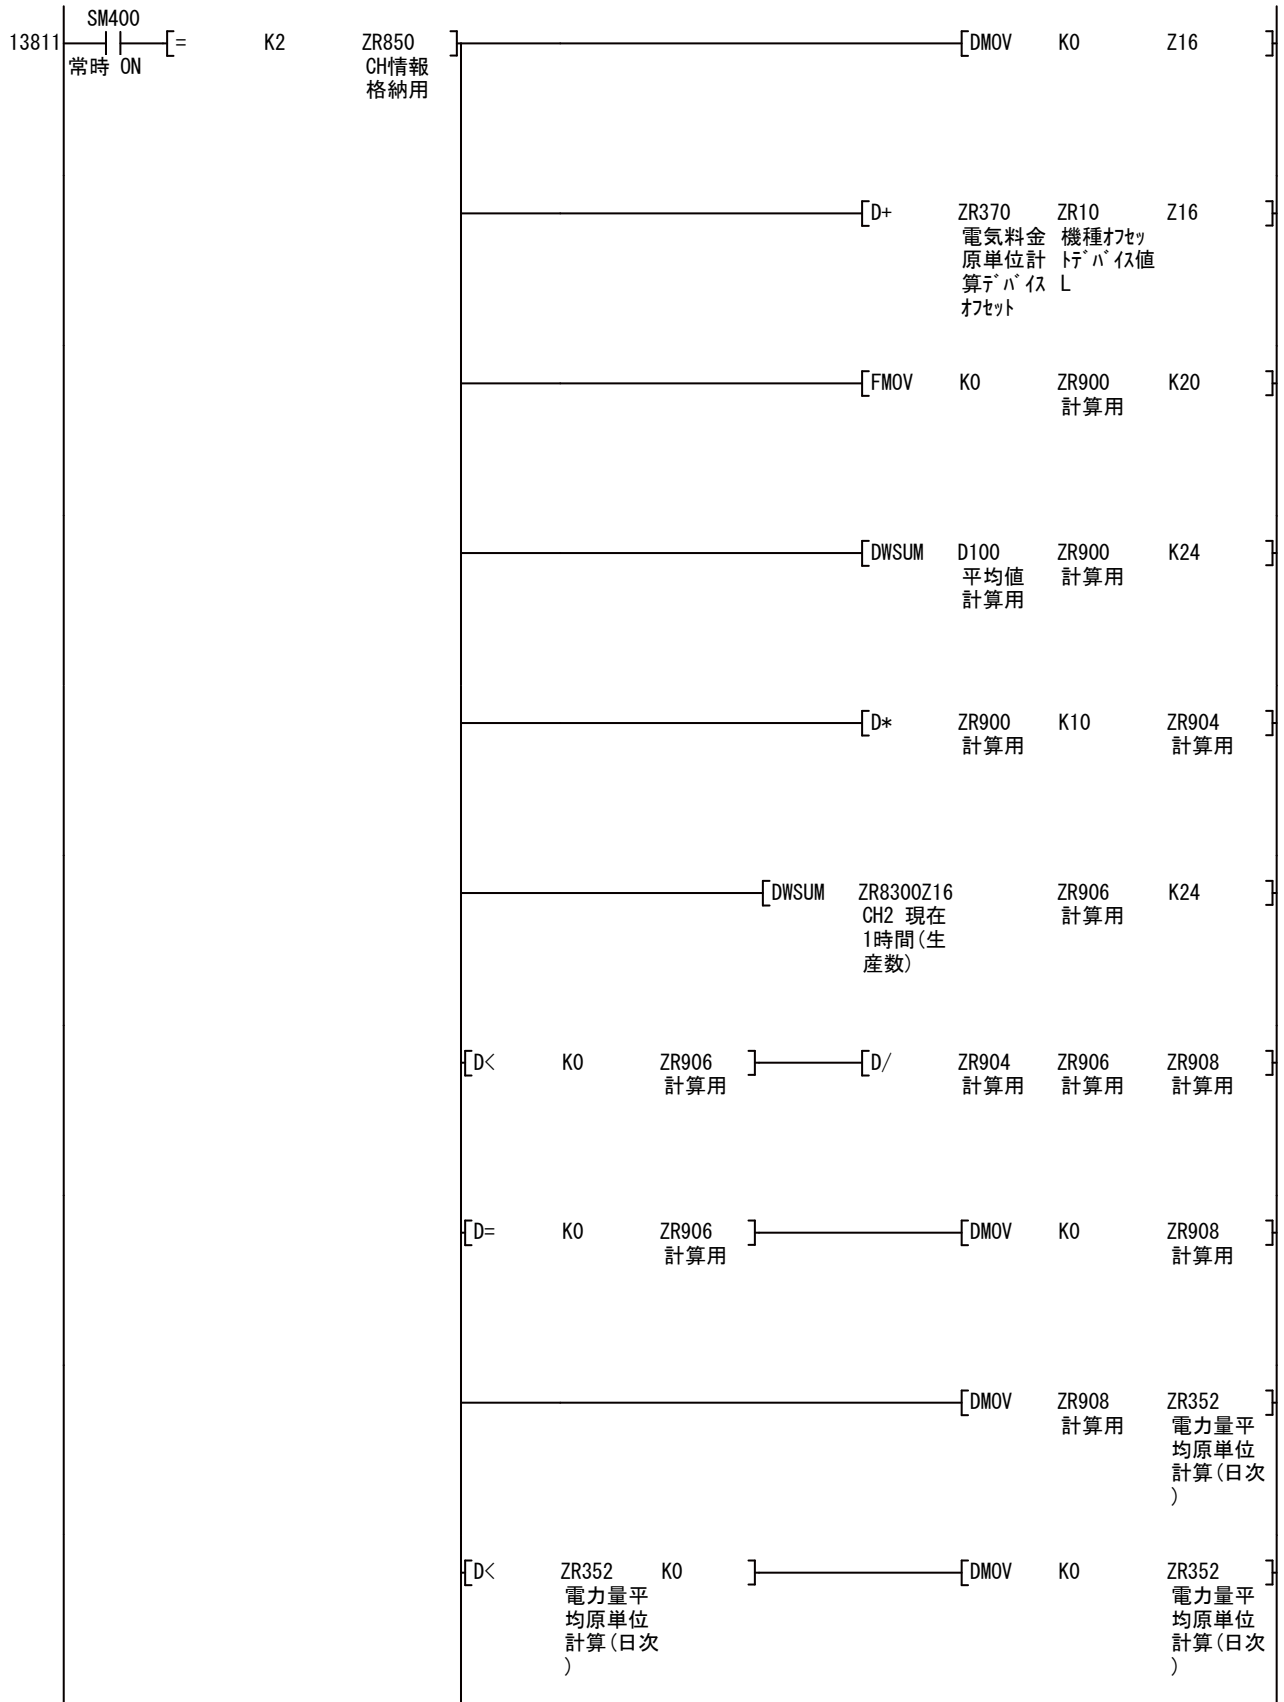 SM400
13811 [= K2 ZR850 ] [DMOV K0 Z16 ]
常時 ON CH情報
格納用
[D+ ZR370 ZR10 Z16 ]
電気料金 機種ｵﾌｾｯ
原単位計 ﾄﾃﾞﾊﾞｲｽ値
算ﾃﾞﾊﾞｲｽ L
ｵﾌｾｯﾄ
[FMOV K0 ZR900 K20 ]
計算用
[DWSUM D100 ZR900 K24 ]
平均値 計算用
計算用
[D* ZR900 K10 ZR904 ]
計算用 計算用
[DWSUM ZR8300Z16 ZR906 K24 ]
CH2 現在 計算用
1時間(生
産数)
[D< K0 ZR906 ] [D/ ZR904 ZR906 ZR908 ]
計算用 計算用 計算用 計算用
[D= K0 ZR906 ] [DMOV K0 ZR908 ]
計算用 計算用
[DMOV ZR908 ZR352 ]
計算用 電力量平
均原単位
計算(日次
)
[D< ZR352 K0 ] [DMOV K0 ZR352 ]
電力量平 電力量平
均原単位 均原単位
計算(日次 計算(日次
) )